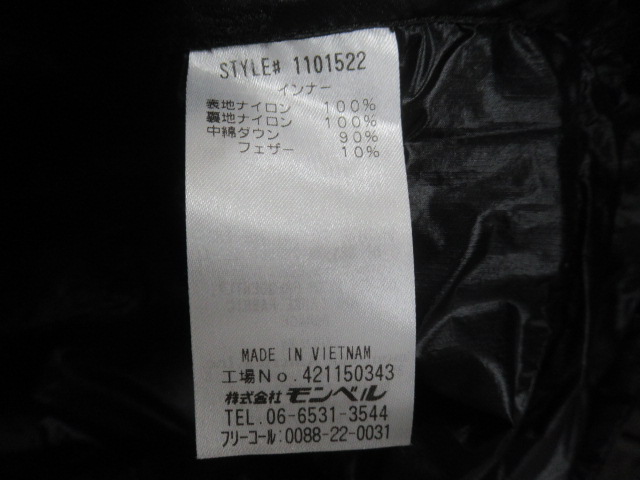 STYLE# 1101522
インナー
表地ナイロン 100%
裏地ナイロン 100%
中綿ダウン 90%
フェザー 10%
MADE IN VIETNAM
工場No.421150343
株式会社モンベル
TEL.06-6531-3544
フリーコール:0088-22-0031